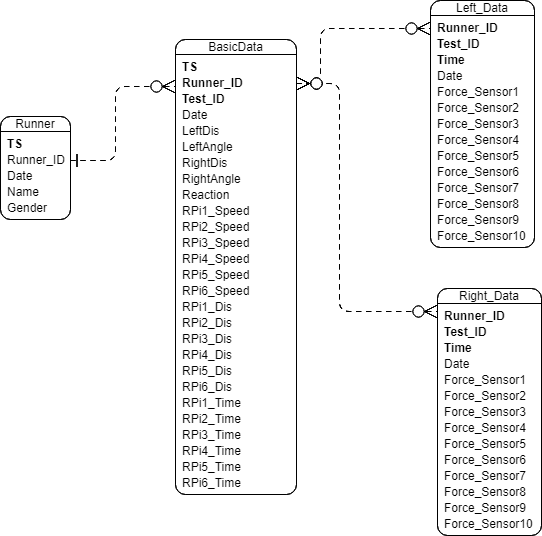 Runner
TS
Runner_ID
Date
Name
Gender
BasicData
TS
Runner_ID
Test_ID
Date
LeftDis
LeftAngle
RightDis
RightAngle
Reaction
RPi1_Speed
RPi2_Speed
RPi3_Speed
RPi4_Speed
RPi5_Speed
RPi6_Speed
RPi1_Dis
RPi2_Dis
RPi3_Dis
RPi4_Dis
RPi5_Dis
RPi6_Dis
RPi1_Time
RPi2_Time
RPi3_Time
RPi4_Time
RPi5_Time
RPi6_Time
Left_Data
Runner_ID
Test_ID
Time
Date
Force_Sensor1
Force_Sensor2
Force_Sensor3
Force_Sensor4
Force_Sensor5
Force_Sensor6
Force_Sensor7
Force_Sensor8
Force_Sensor9
Force_Sensor10
Right_Data
Runner_ID
Test_ID
Time
Date
Force_Sensor1
Force_Sensor2
Force_Sensor3
Force_Sensor4
Force_Sensor5
Force_Sensor6
Force_Sensor7
Force_Sensor8
Force_Sensor9
Force_Sensor10